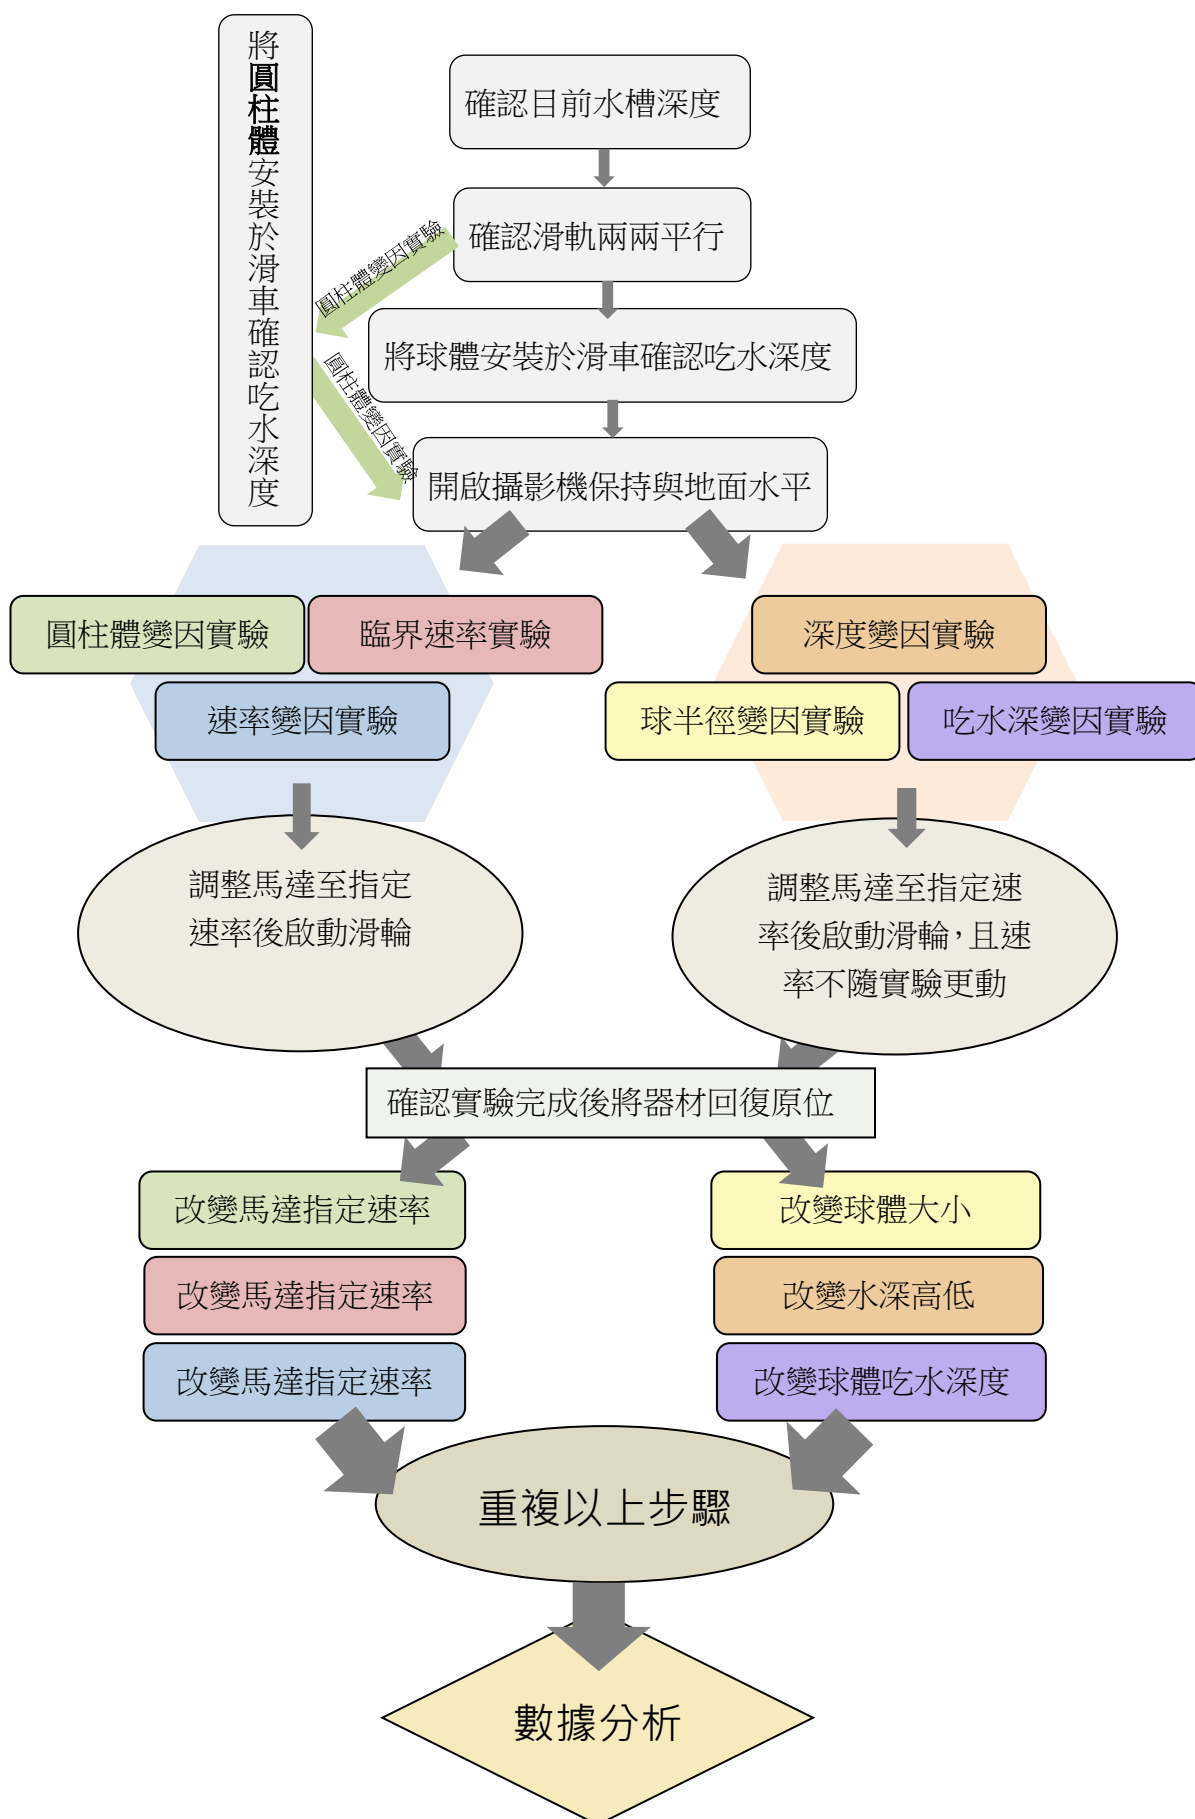 將圓柱體安裝於滑車確認吃水深度
確認目前水槽深度
確認滑軌兩兩平行
圓柱體變因實驗
將球體安裝於滑車確認吃水深度
圓柱體變因實驗
開啟攝影機保持與地面水平
圓柱體變因實驗
臨界速率實驗
速率變因實驗
深度變因實驗
球半徑變因實驗
吃水深變因實驗
調整馬達至指定
速率後啟動滑輪
調整馬達至指定速
率後啟動滑輪，且速
率不隨實驗更動
確認實驗完成後將器材回復原位
改變馬達指定速率
改變馬達指定速率
改變馬達指定速率
改變球體大小
改變水深高低
改變球體吃水深度
重複以上步驟
數據分析